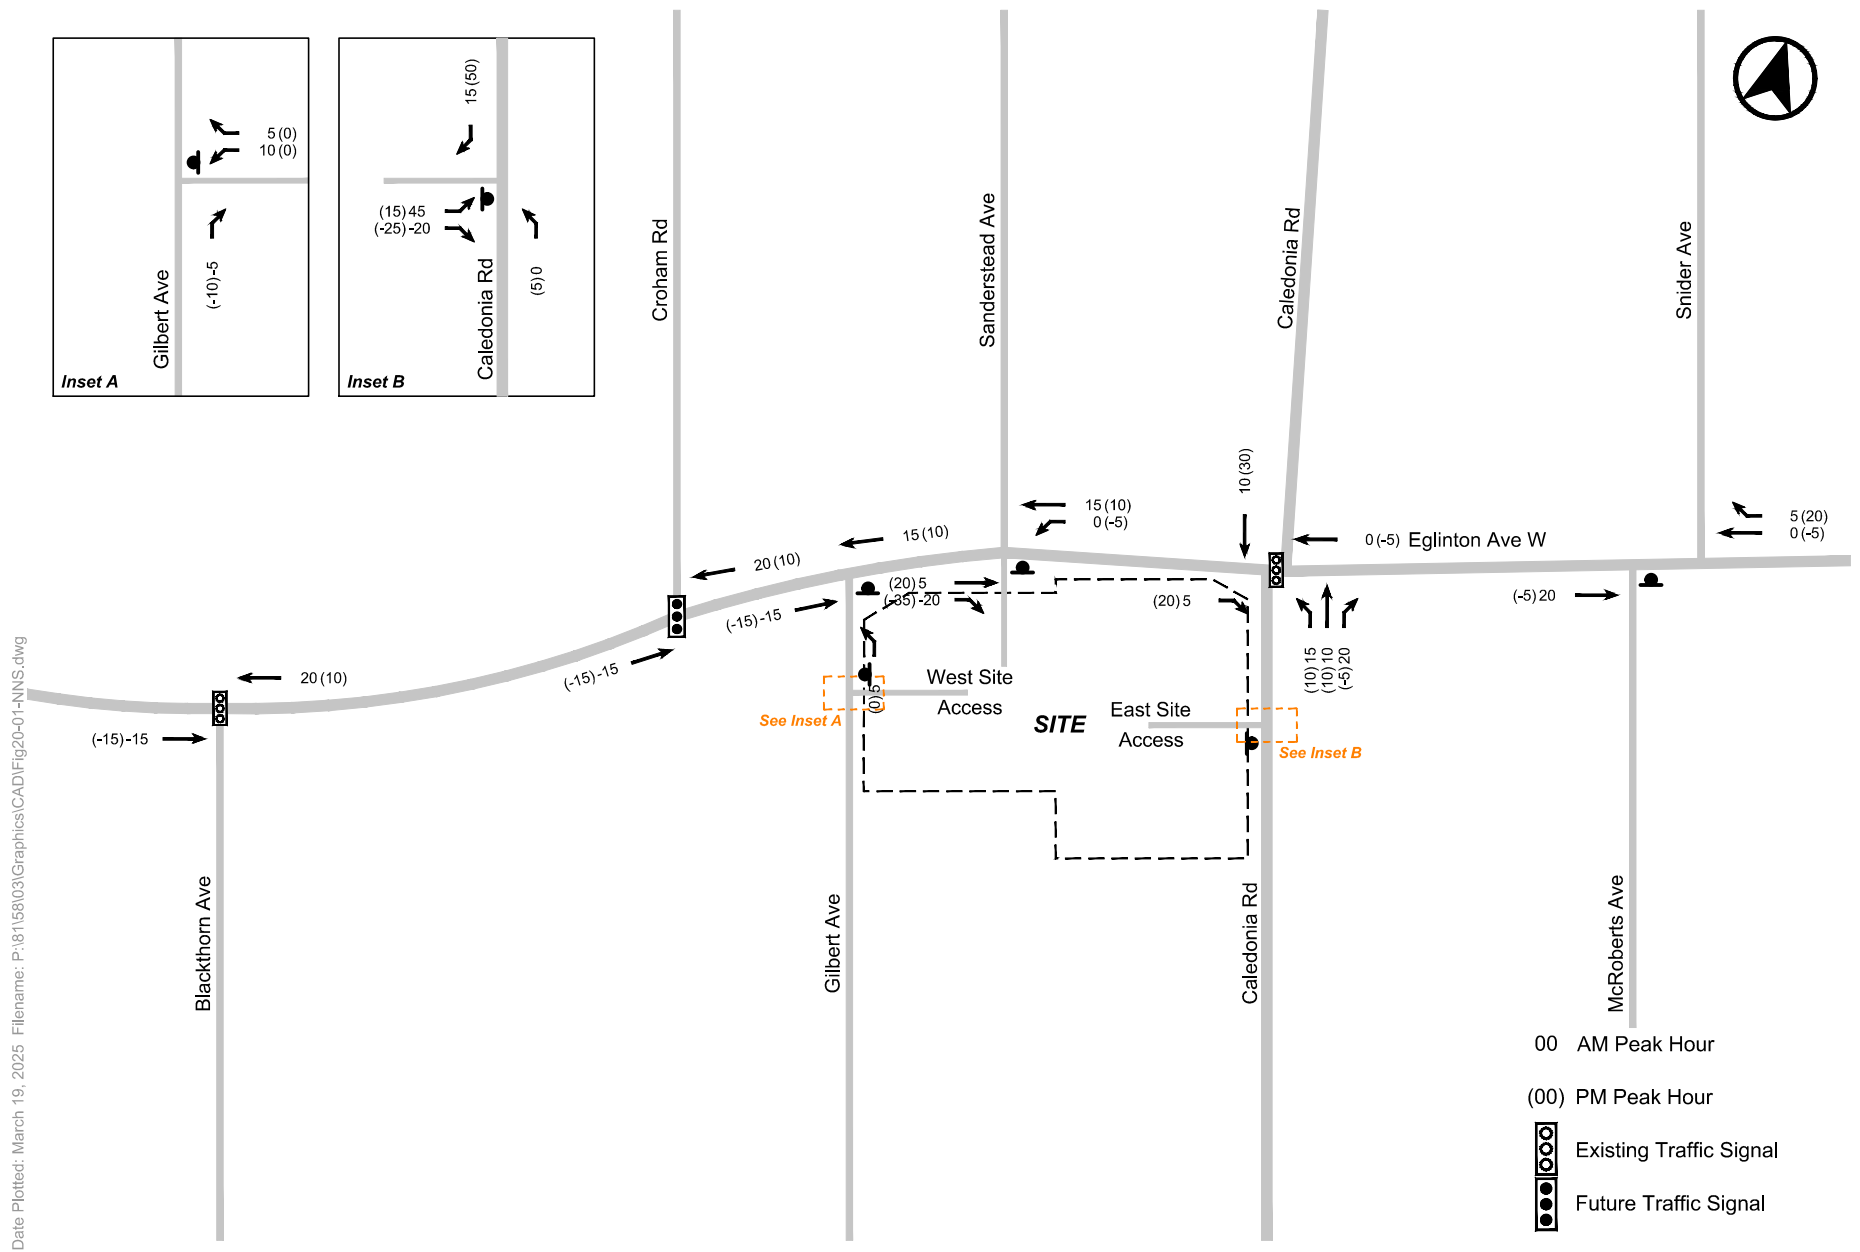 5 (0)
10 (0)
(-10) -5
Gilbert Ave
Inset A
15 (50)
(15) 45
(-25) -20
(5) 0
Caledonia Rd
Inset B
Croham Rd
Sanderstead Ave
Caledonia Rd
Snider Ave
10 (30)
15 (10)
0 (-5)
5 (20)
0 (-5)
0 (-5) Eglinton Ave W
15 (10)
20 (10)
(20) 5
(-35) -20
(20) 5
(-5) 20
(-15) -15
(-15) -15
20 (10)
(-15) -15
(0) 5
(10) 15
(10) 10
(-5) 20
West Site
Access
See Inset A
SITE
East Site
Access
See Inset B
Blackthorn Ave
Gilbert Ave
Caledonia Rd
McRoberts Ave
00 AM Peak Hour
(00) PM Peak Hour
Existing Traffic Signal
Future Traffic Signal
Date Plotted: March 19, 2025 Filename: P:\81\58\03\Graphics\CAD\Fig20-01-NNS.dwg